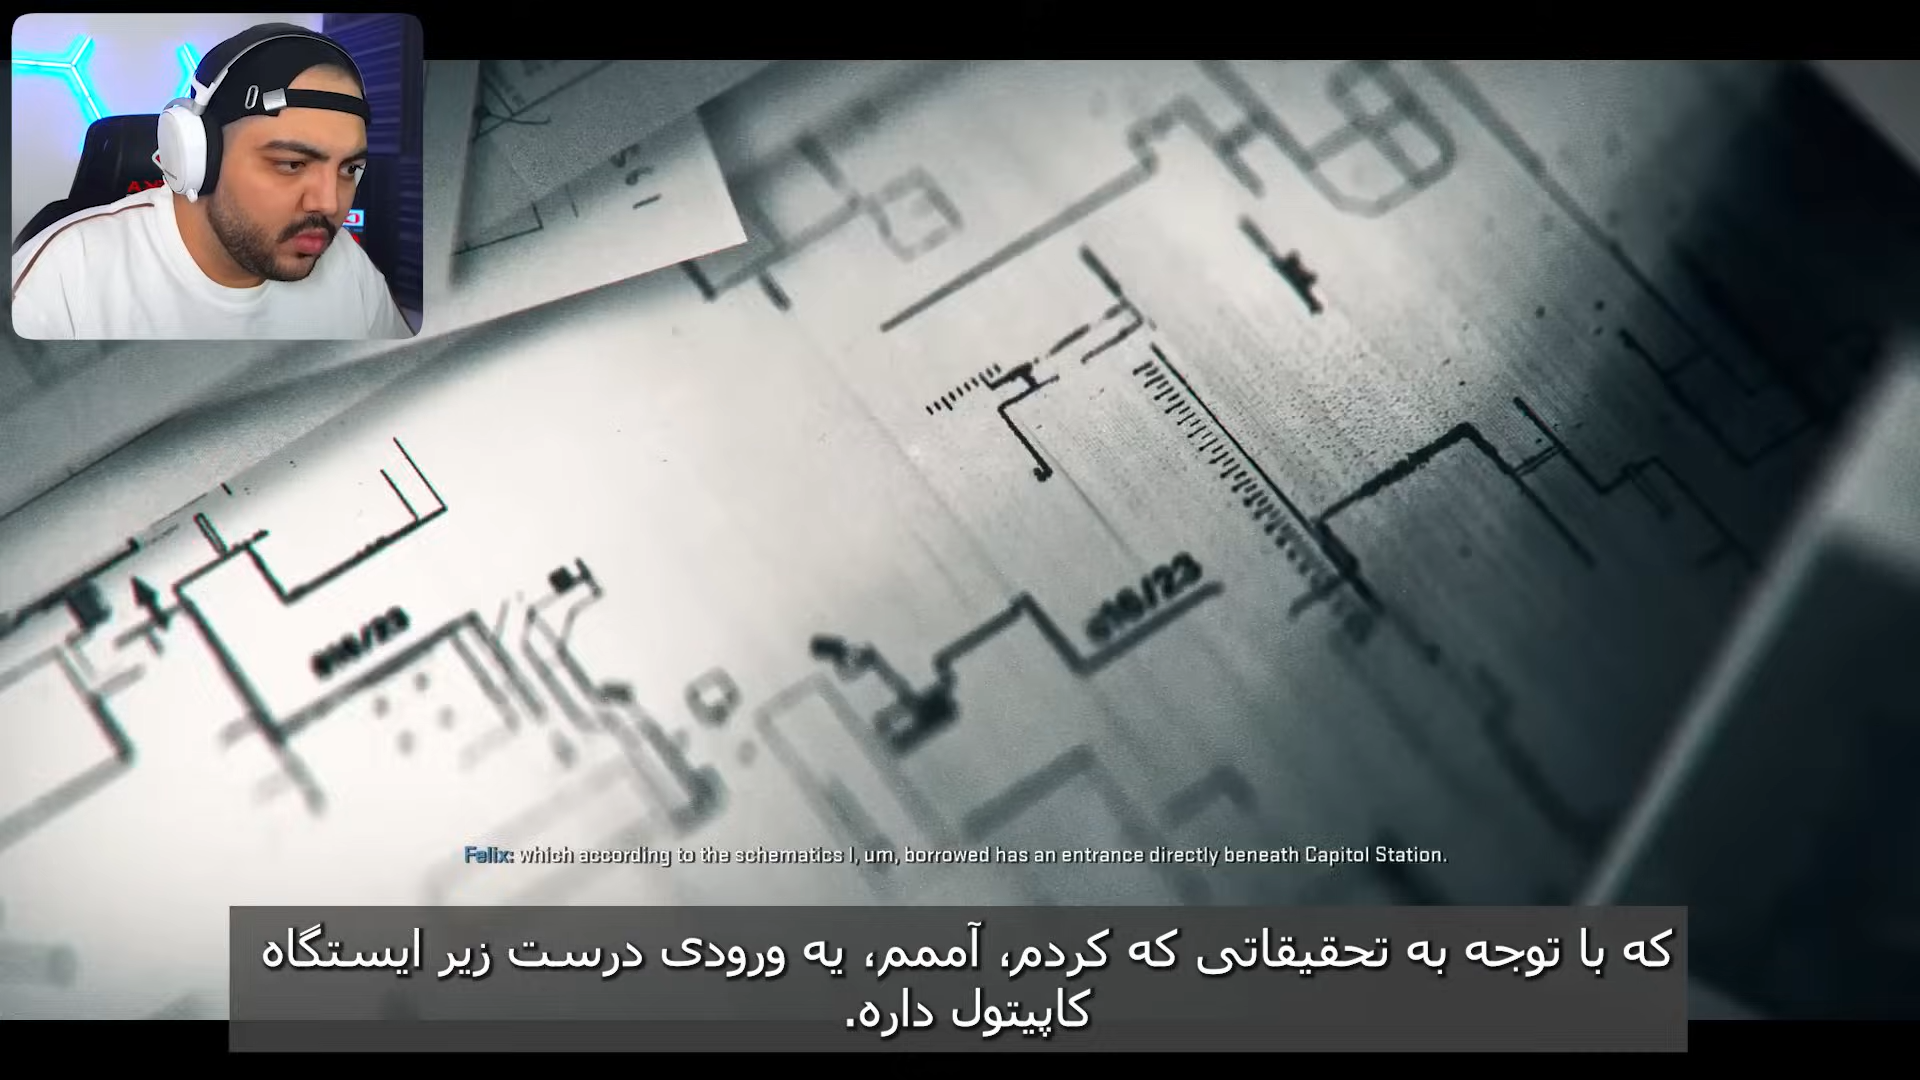 Felix: which according to the schematics I, um, borrowed has an entrance directly beneath Capitol Station.
که با توجه به تحقیقاتی که کردم، آممم، یه ورودی درست زیر ایستگاه
کاپیتول داره.